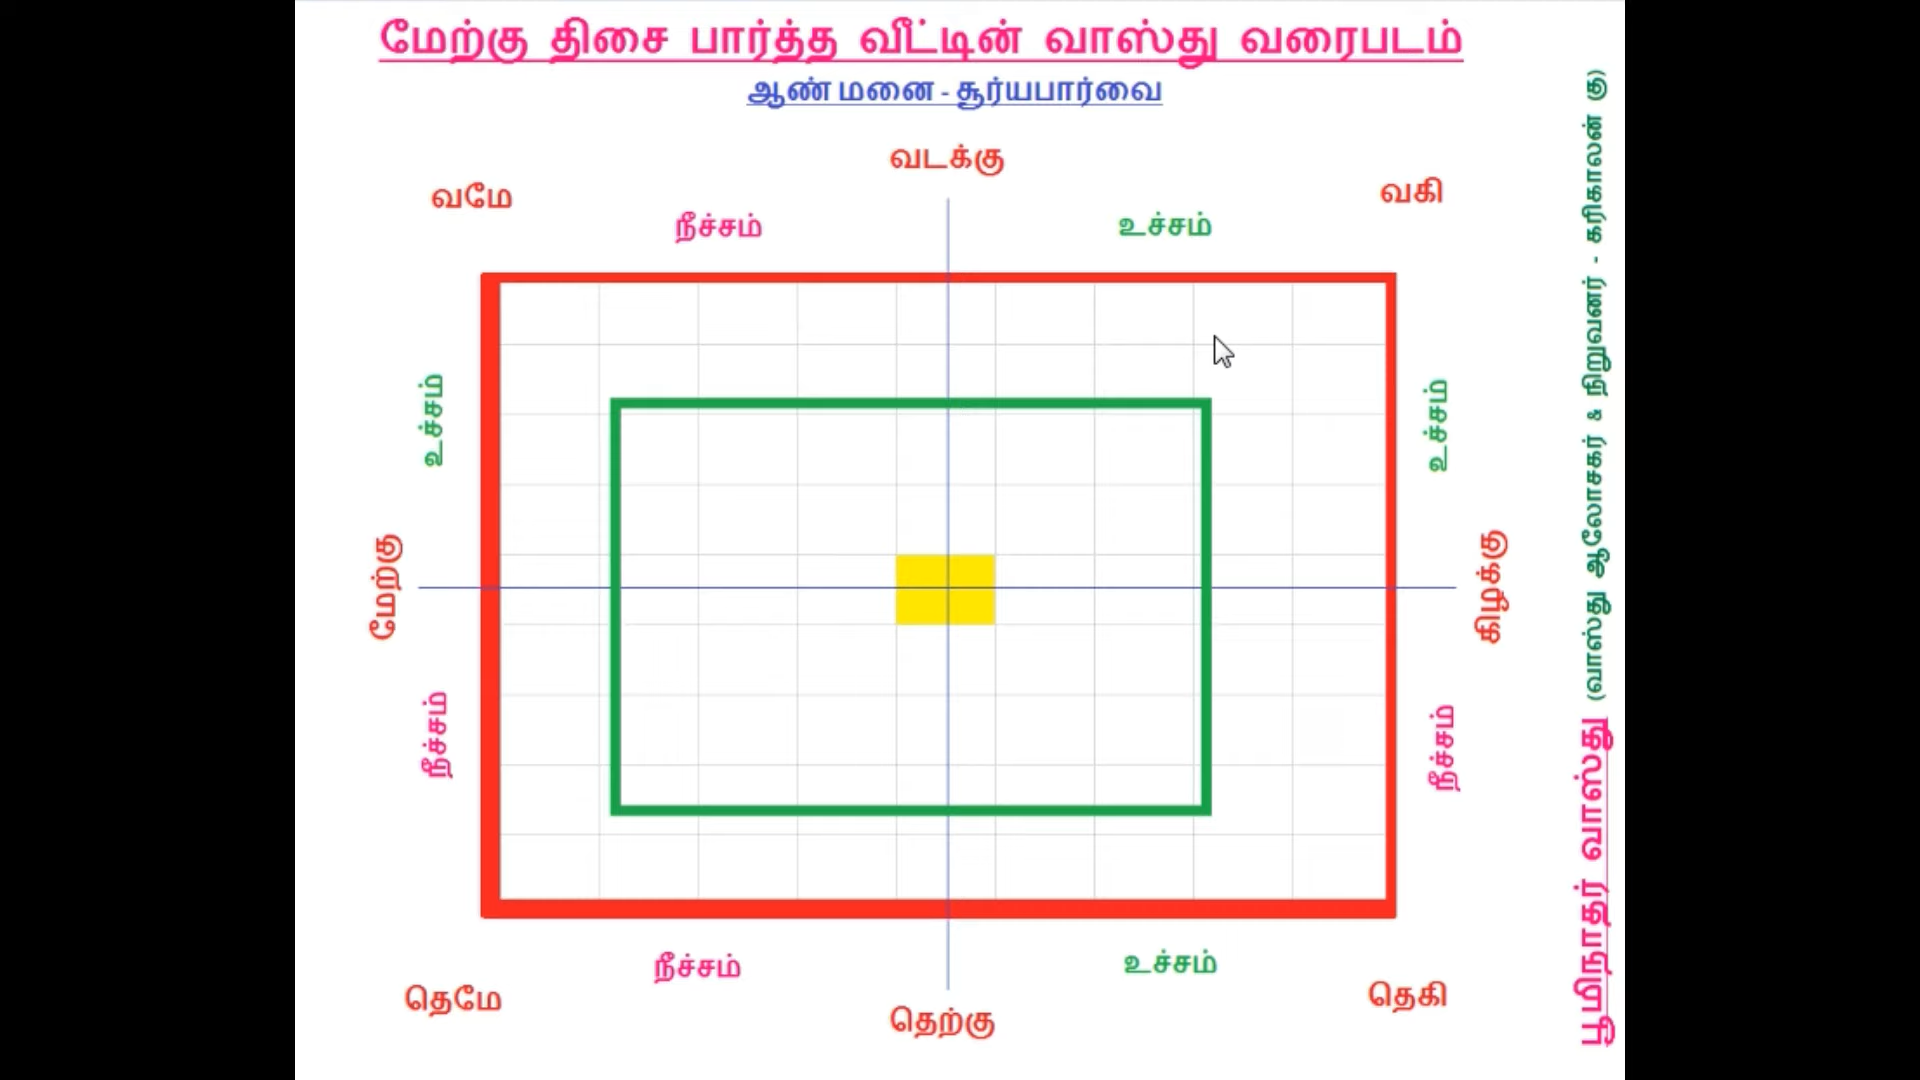 மேற்கு திசை பார்த்த வீட்டின் வாஸ்து வரைபடம்
ஆண் மனை - சூர்யபார்வை
வடக்கு
வமே
வகி
நீச்சம்
உச்சம்
உச்சம்
உச்சம்
மேற்கு
கிழக்கு
நீச்சம்
நீச்சம்
நீச்சம்
உச்சம்
தெமே
தெகி
தெற்கு
பூமிநாதர் வாஸ்து (வாஸ்து ஆலோசகர் & நிறுவனர் - கரிகாலன் கு)